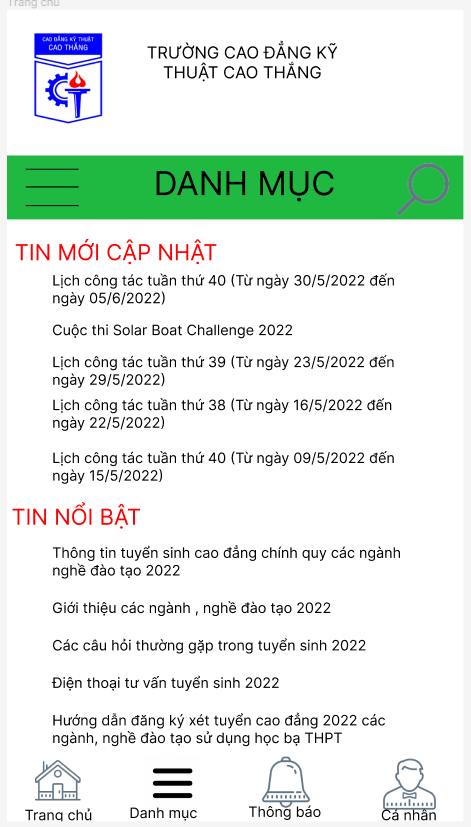 Trang chủ
CAO ĐẲNG KỸ THUẬT
CAO THẮNG
TRƯỜNG CAO ĐẲNG KỸ
THUẬT CAO THẮNG
DANH MỤC
TIN MỚI CẬP NHẬT
Lịch công tác tuần thứ 40 (Từ ngày 30/5/2022 đến
ngày 05/6/2022)
Cuộc thi Solar Boat Challenge 2022
Lịch công tác tuần thứ 39 (Từ ngày 23/5/2022 đến
ngày 29/5/2022)
Lịch công tác tuần thứ 38 (Từ ngày 16/5/2022 đến
ngày 22/5/2022)
Lịch công tác tuần thứ 40 (Từ ngày 09/5/2022 đến
ngày 15/5/2022)
TIN NỔI BẬT
Thông tin tuyển sinh cao đẳng chính quy các ngành
nghề đào tạo 2022
Giới thiệu các ngành , nghề đào tạo 2022
Các câu hỏi thường gặp trong tuyển sinh 2022
Điện thoại tư vấn tuyển sinh 2022
Hướng dẫn đăng ký xét tuyển cao đẳng 2022 các
ngành, nghề đào tạo sử dụng học bạ THPT
Trang chủ
Danh mục
Thông báo
Cá nhân